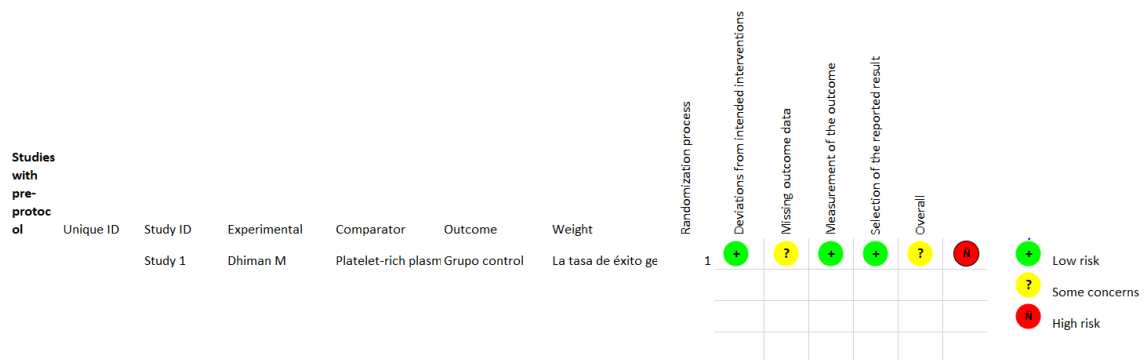 Studies
with
pre-
protoc
ol
Unique ID Study ID Experimental Comparator Outcome Weight
Randomization process
Deviations from intended interventions
Missing outcome data
Measurement of the outcome
Selection of the reported result
Overall
Study 1 Dhiman M Platelet-rich plasm Grupo control La tasa de éxito ge 1 + ? + + ? Ñ
+ Low risk
? Some concerns
Ñ High risk